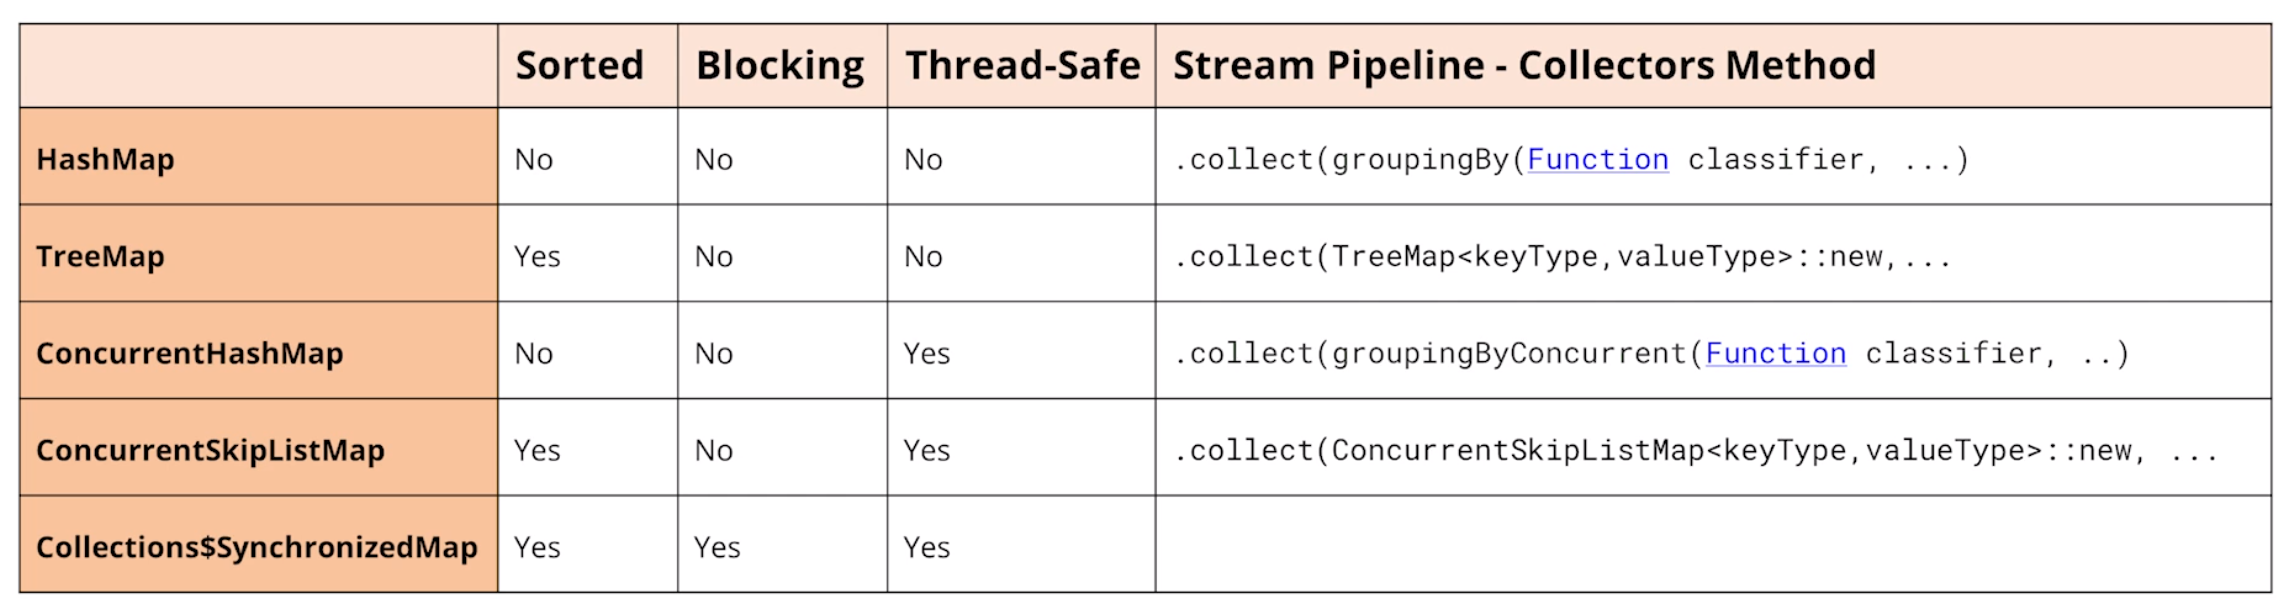 Sorted Blocking Thread-Safe Stream Pipeline - Collectors Method
HashMap No No No .collect(groupingBy(Function classifier, ...)
TreeMap Yes No No .collect(TreeMap<keyType,valueType>::new,...
ConcurrentHashMap No No Yes .collect(groupingByConcurrent(Function classifier, ..)
ConcurrentSkipListMap Yes No Yes .collect(ConcurrentSkipListMap<keyType,valueType>::new, ...
Collections$SynchronizedMap Yes Yes Yes